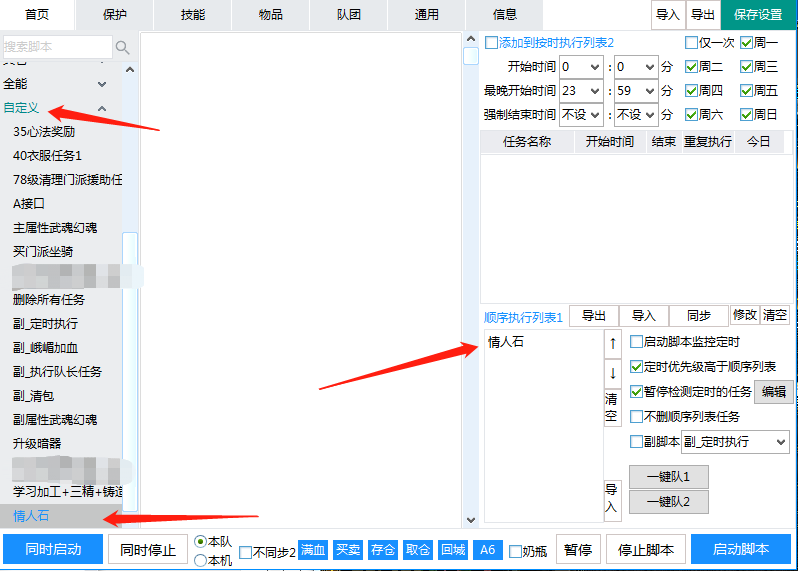 首页 保护 技能 物品 队团 通用 信息 导入 导出 保存设置
搜索脚本
全能
自定义
35心法奖励
40衣服任务1
78级清理门派援助任
A接口
主属性武魂幻魂
买门派坐骑
删除所有任务
副_定时执行
副_峨嵋加血
副_执行队长任务
副_清包
副属性武魂幻魂
升级暗器
学习加工+三精+铸造
情人石
添加到按时执行列表2 仅一次 周一
开始时间 0 : 0 分 周二 周三
最晚开始时间 23 : 59 分 周四 周五
强制结束时间 不设 : 不设 分 周六 周日
任务名称 开始时间 结束 重复执行 今日
顺序执行列表1 导出 导入 同步 修改 清空
情人石
↑
↓
清空
导入
启动脚本监控定时
定时优先级高于顺序列表
暂停检测定时的任务 编辑
不删顺序列表任务
副脚本 副_定时执行
一键队1
一键队2
同时启动 同时停止 本队 本机 不同步2 满血 买卖 存仓 取仓 回城 A6 奶瓶 暂停 停止脚本 启动脚本